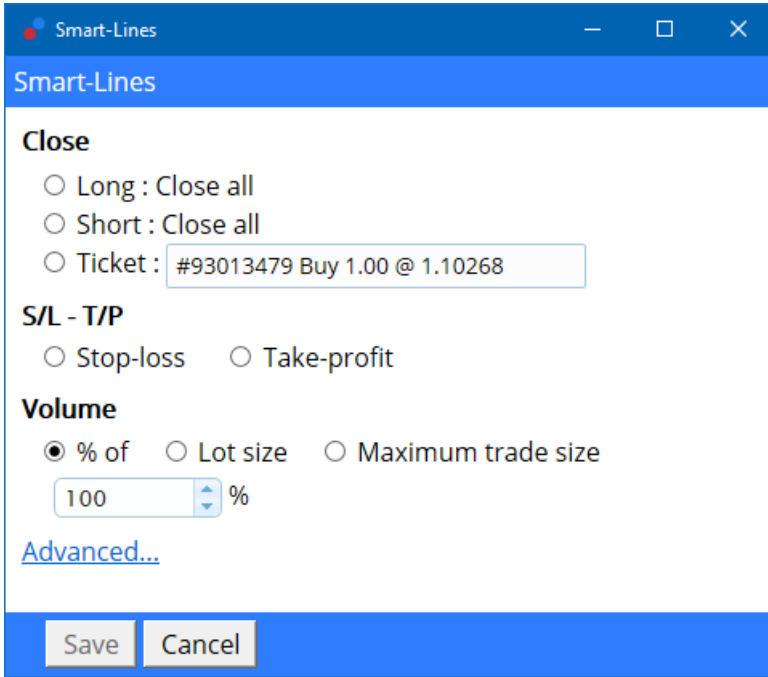 Smart-Lines
Smart-Lines
Close
Long : Close all
Short : Close all
Ticket : #93013479 Buy 1.00 @ 1.10268
S/L - T/P
Stop-loss Take-profit
Volume
% of Lot size Maximum trade size
100 %
Advanced...
Save Cancel